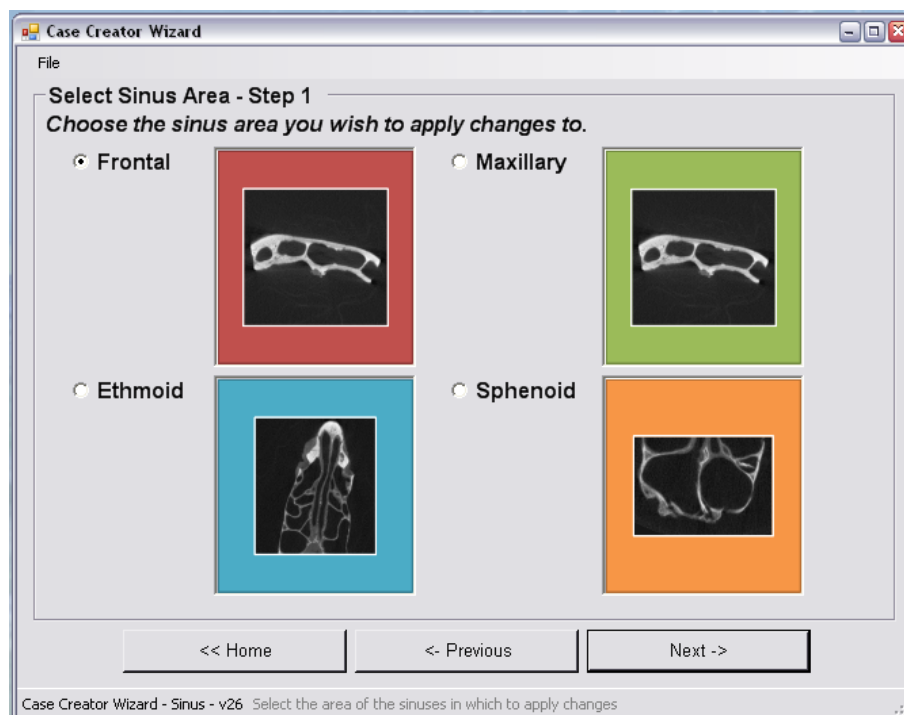 Case Creator Wizard
File
Select Sinus Area - Step 1
Choose the sinus area you wish to apply changes to.
Frontal
Maxillary
Ethmoid
Sphenoid
<< Home
<- Previous
Next ->
Case Creator Wizard - Sinus - v26 Select the area of the sinuses in which to apply changes